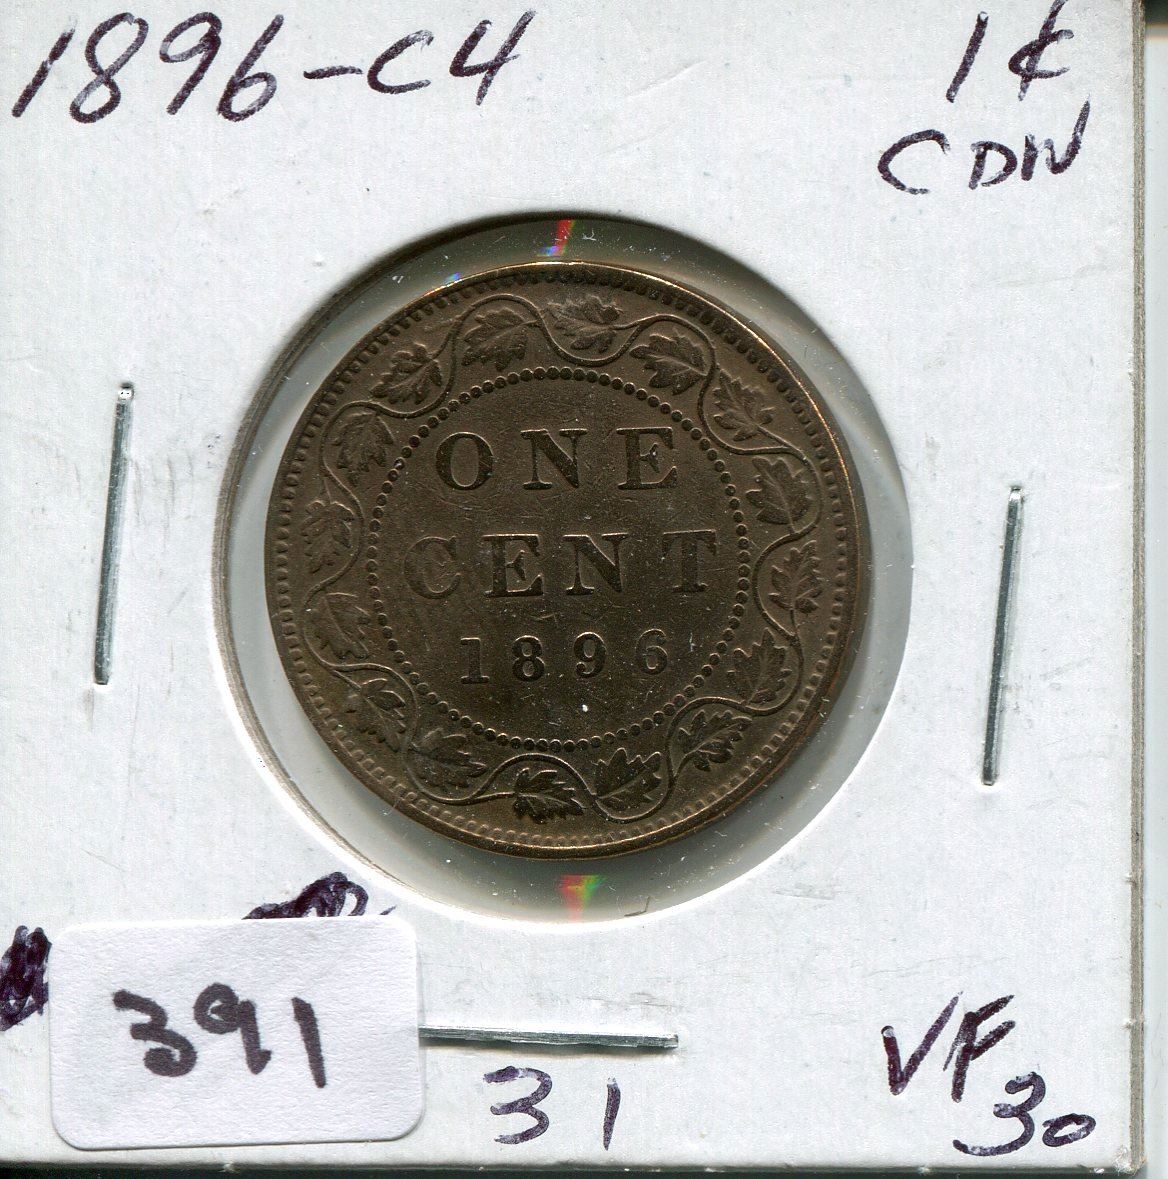 1896-C4
1¢
CDN
ONE
CENT
1896
391
31
VF
30